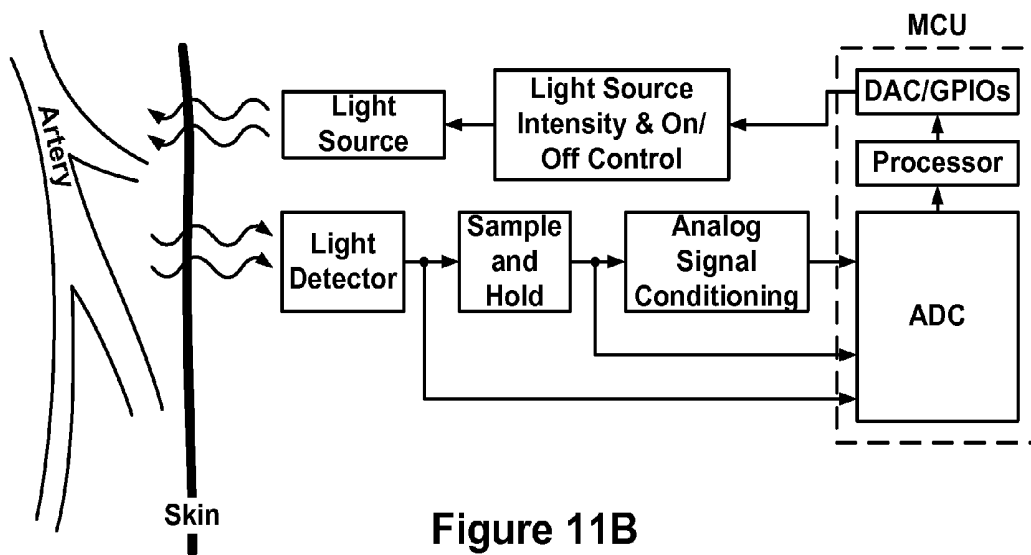 MCU
Artery
Light
Source
Light Source
Intensity & On/
Off Control
DAC/GPIOs
Processor
Light
Detector
Sample
and
Hold
Analog
Signal
Conditioning
ADC
Skin
Figure 11B